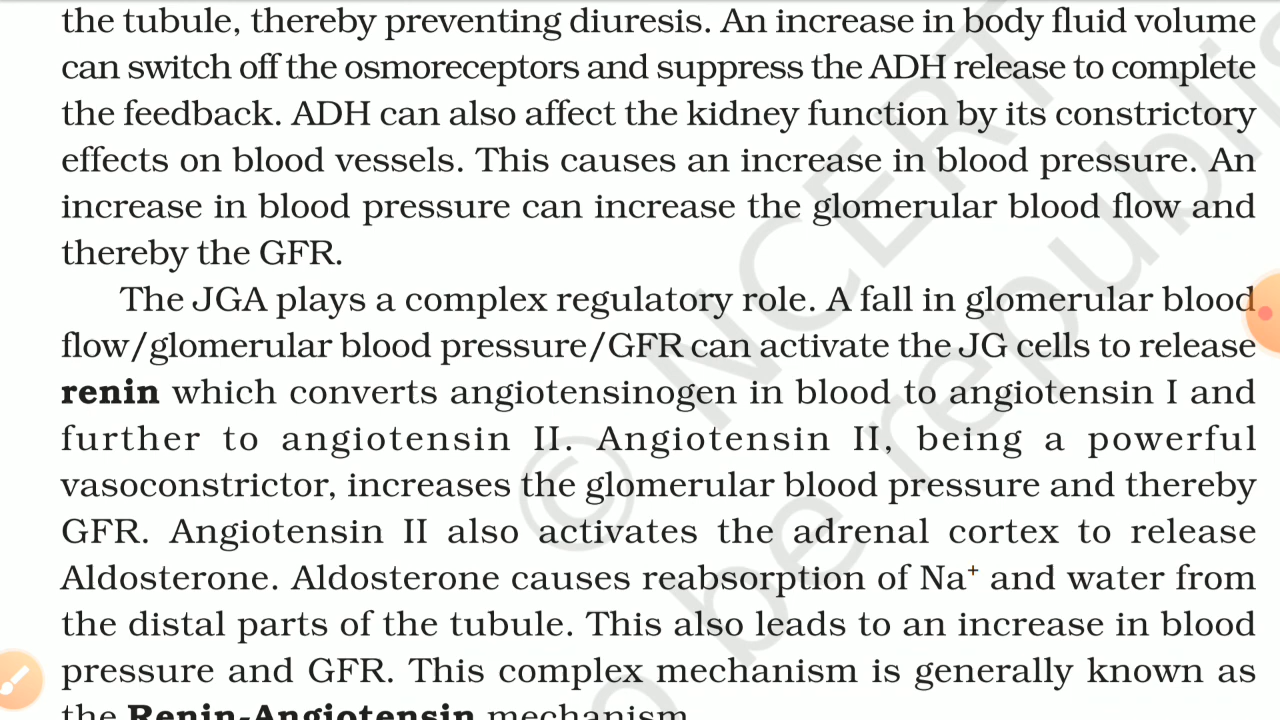 the tubule, thereby preventing diuresis. An increase in body fluid volume
can switch off the osmoreceptors and suppress the ADH release to complete
the feedback. ADH can also affect the kidney function by its constrictory
effects on blood vessels. This causes an increase in blood pressure. An
increase in blood pressure can increase the glomerular blood flow and
thereby the GFR.
The JGA plays a complex regulatory role. A fall in glomerular blood
flow/glomerular blood pressure/GFR can activate the JG cells to release
renin which converts angiotensinogen in blood to angiotensin I and
further to angiotensin II. Angiotensin II, being a powerful
vasoconstrictor, increases the glomerular blood pressure and thereby
GFR. Angiotensin II also activates the adrenal cortex to release
Aldosterone. Aldosterone causes reabsorption of Na⁺ and water from
the distal parts of the tubule. This also leads to an increase in blood
pressure and GFR. This complex mechanism is generally known as
the Renin-Angiotensin mechanism
© NCERT
be republis